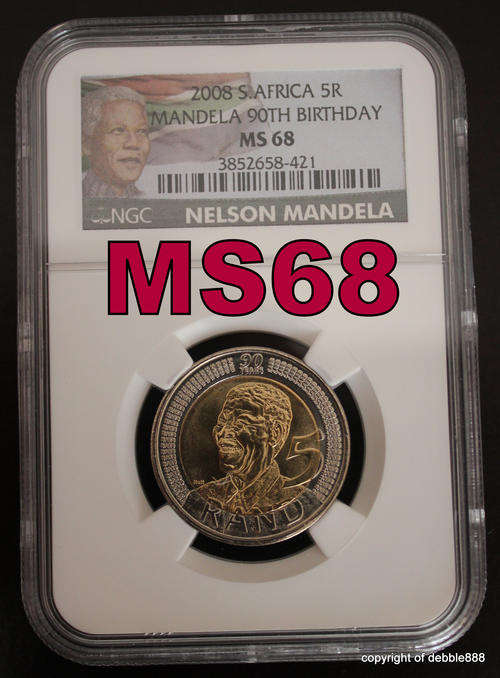 2008 S.AFRICA 5R
MANDELA 90TH BIRTHDAY
MS 68
3852658-421
NGC
NELSON MANDELA
MS68
90
YEARS
5
RAND
copyright of debble888